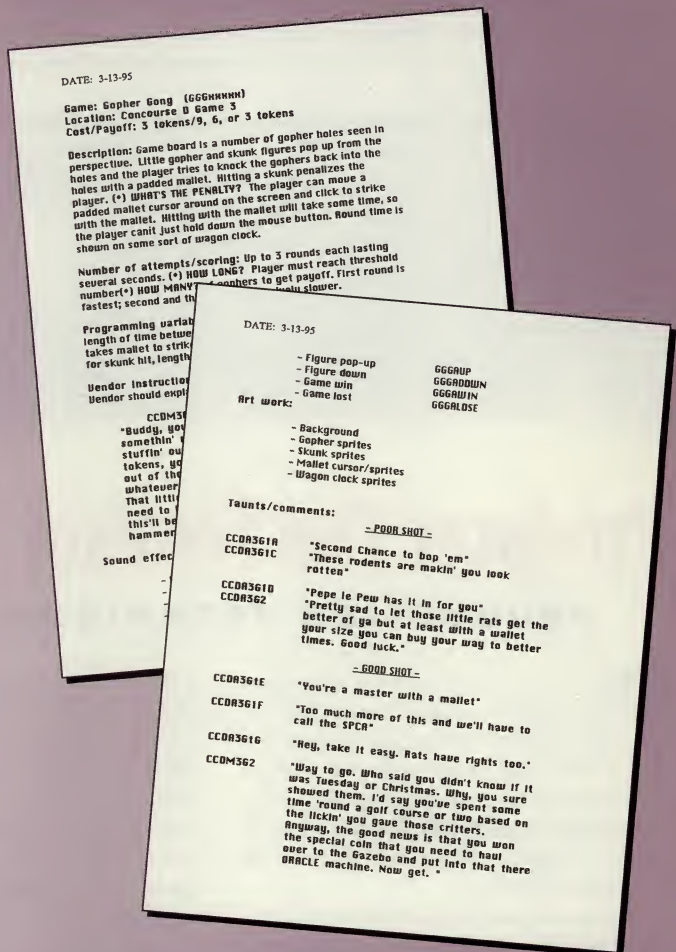 DATE: 3-13-95
Game: Gopher Gong (GGGHXXXX)
Location: Concourse D Game 3
Cost/Payoff: 3 tokens/9, 6, or 3 tokens
Description: Game board is a number of gopher holes seen in
perspective. Little gopher and skunk figures pop up from the
holes and the player tries to knock the gophers back into the
holes with a padded mallet. Hitting a skunk penalizes the
player. (*) WHAT'S THE PENALTY? The player can move a
padded mallet cursor around on the screen and click to strike
with the mallet. Hitting with the mallet will take some time, so
the player canit just hold down the mouse button. Round time is
shown on some sort of wagon clock.
Number of attempts/scoring: Up to 3 rounds each lasting
several seconds. (*) HOW LONG? Player must reach threshold
number(*) HOW MANY? gophers to get payoff. First round is
fastest; second and th slower.
Programming variab
length of time betwe
takes mallet to strik
for skunk hit, length
Vendor Instruction
Vendor should expl
CCDM3
"Buddy, you
somethin'
stuffin' ou
tokens, yo
out of the
whatever
That littl
need to
this'll be
hammer
Sound effec
DATE: 3-13-95
- Figure pop-up GGGAUP
- Figure down GGGADOWN
- Game win GGGAWIN
- Game lost GGGALOSE
Art work:
- Background
- Gopher sprites
- Skunk sprites
- Mallet cursor/sprites
- Wagon clock sprites
Taunts/comments:
- POOR SHOT -
CCDA3G1A "Second Chance to bop 'em"
CCDA3G1C "These rodents are makin' you look
rotten"
CCDA3G1D "Pepe le Pew has it in for you"
CCDA3G2 "Pretty sad to let those little rats get the
better of ya but at least with a wallet
your size you can buy your way to better
times. Good luck."
- GOOD SHOT -
CCDA3G1E "You're a master with a mallet"
CCDA3G1F "Too much more of this and we'll have to
call the SPCA"
CCDA3G1G "Hey, take it easy. Rats have rights too."
CCDM3G2 "Way to go. Who said you didn't know if it
was Tuesday or Christmas. Why, you sure
showed them. I'd say you've spent some
time 'round a golf course or two based on
the lickin' you gave those critters.
Anyway, the good news is that you won
the special coin that you need to haul
over to the Gazebo and put into that there
ORACLE machine. Now get. "